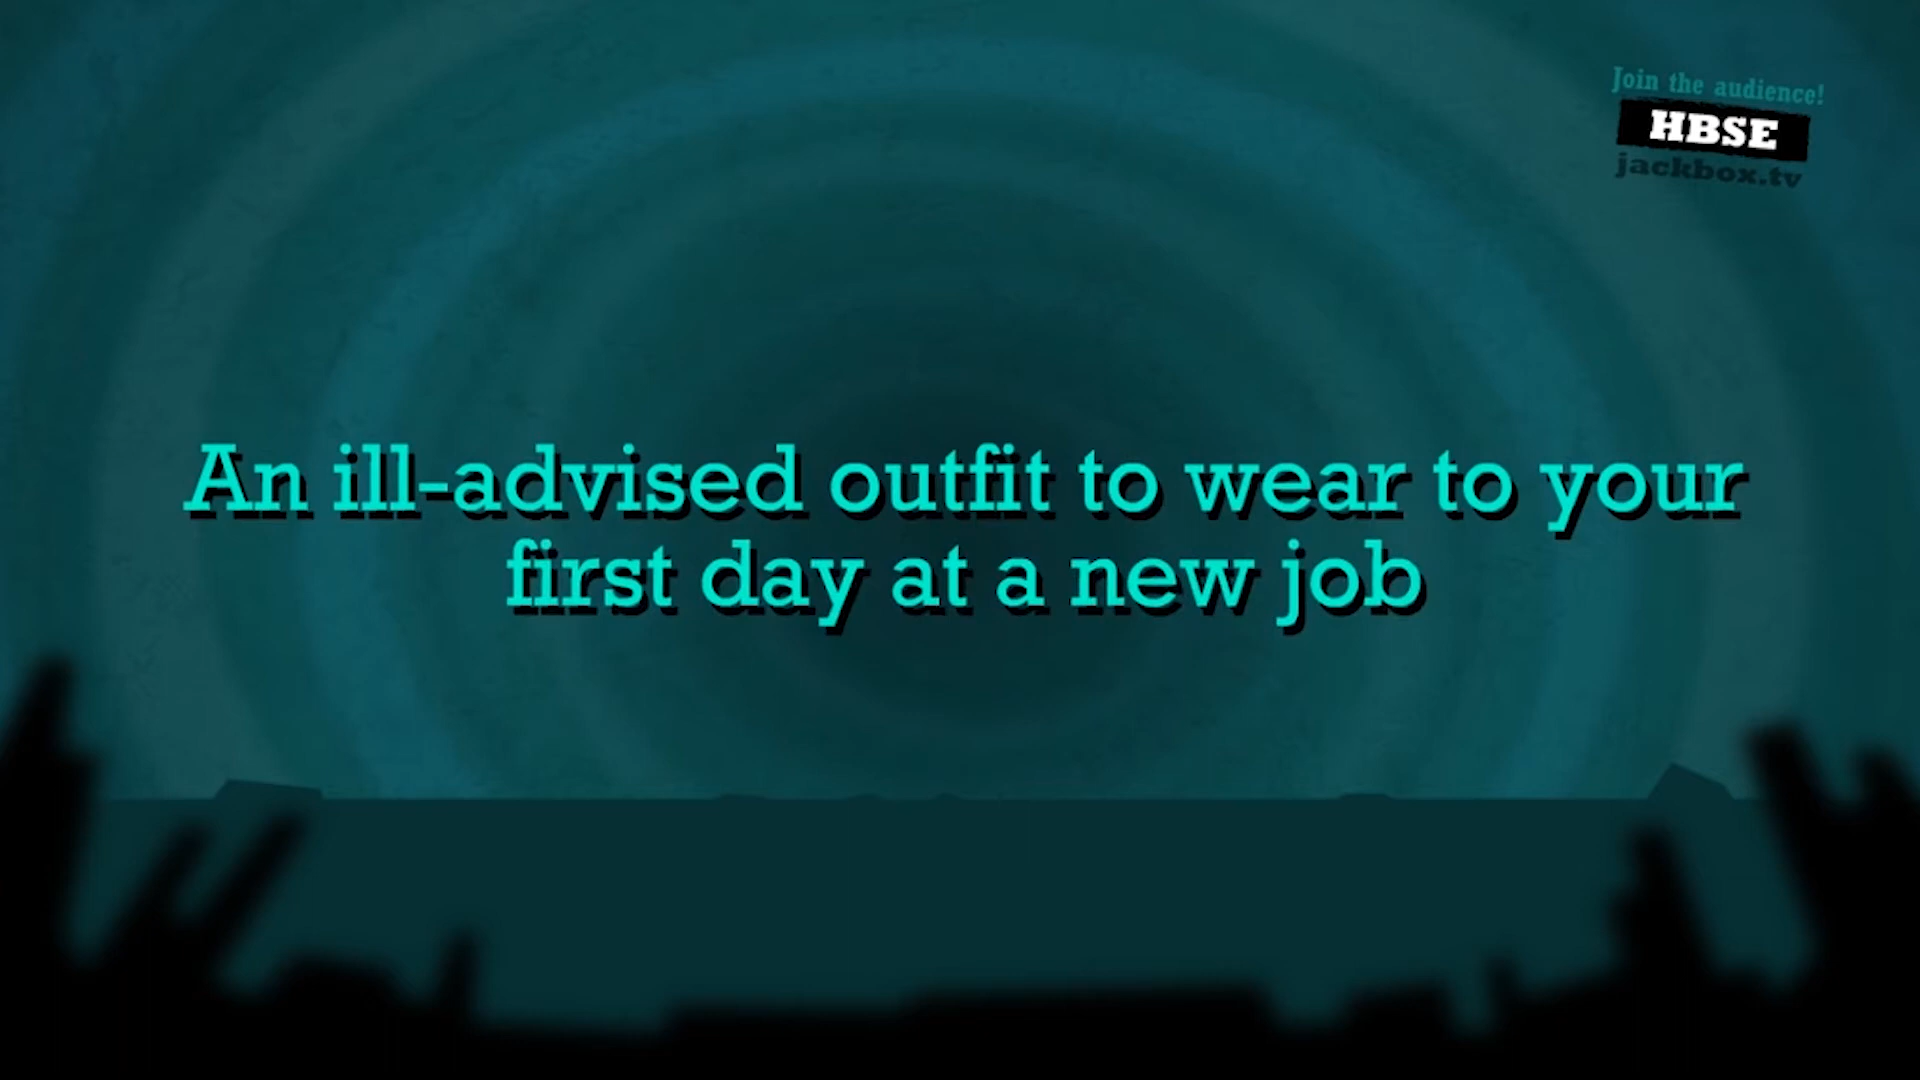 Join the audience!
HBSE
jackbox.tv
An ill-advised outfit to wear to your
first day at a new job